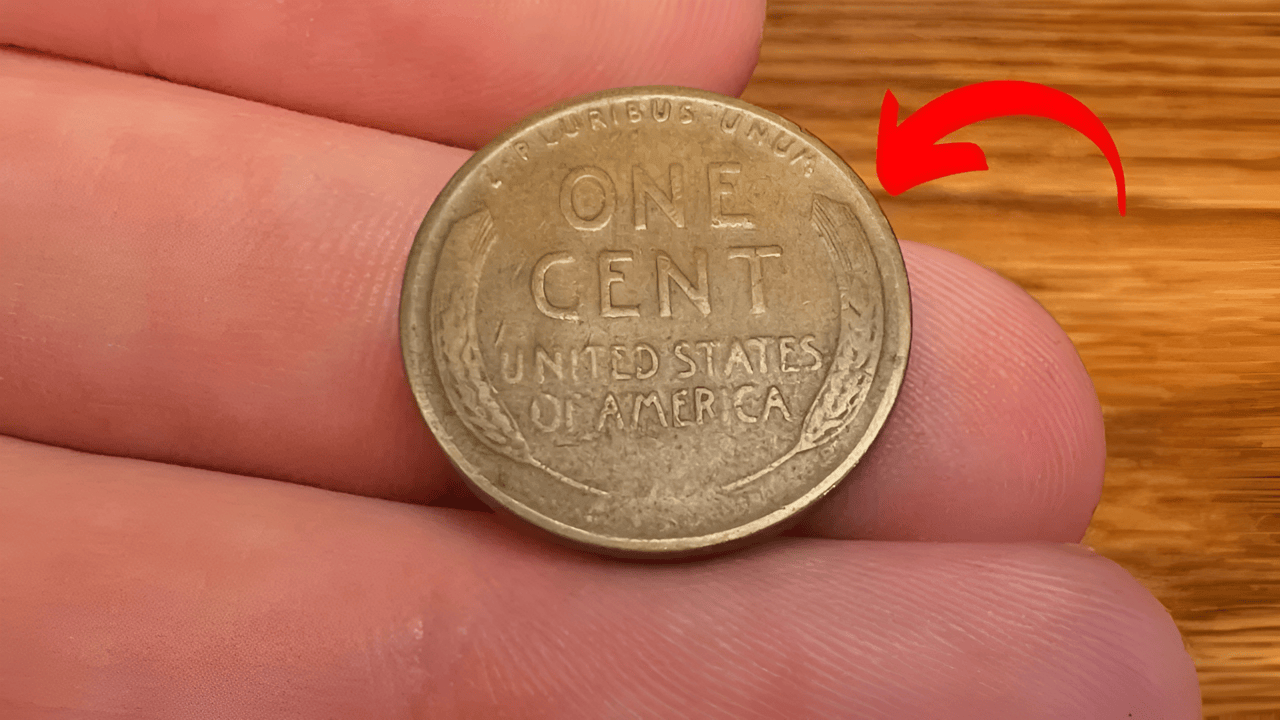 E PLURIBUS UNUM
ONE
CENT
UNITED STATES
OF AMERICA